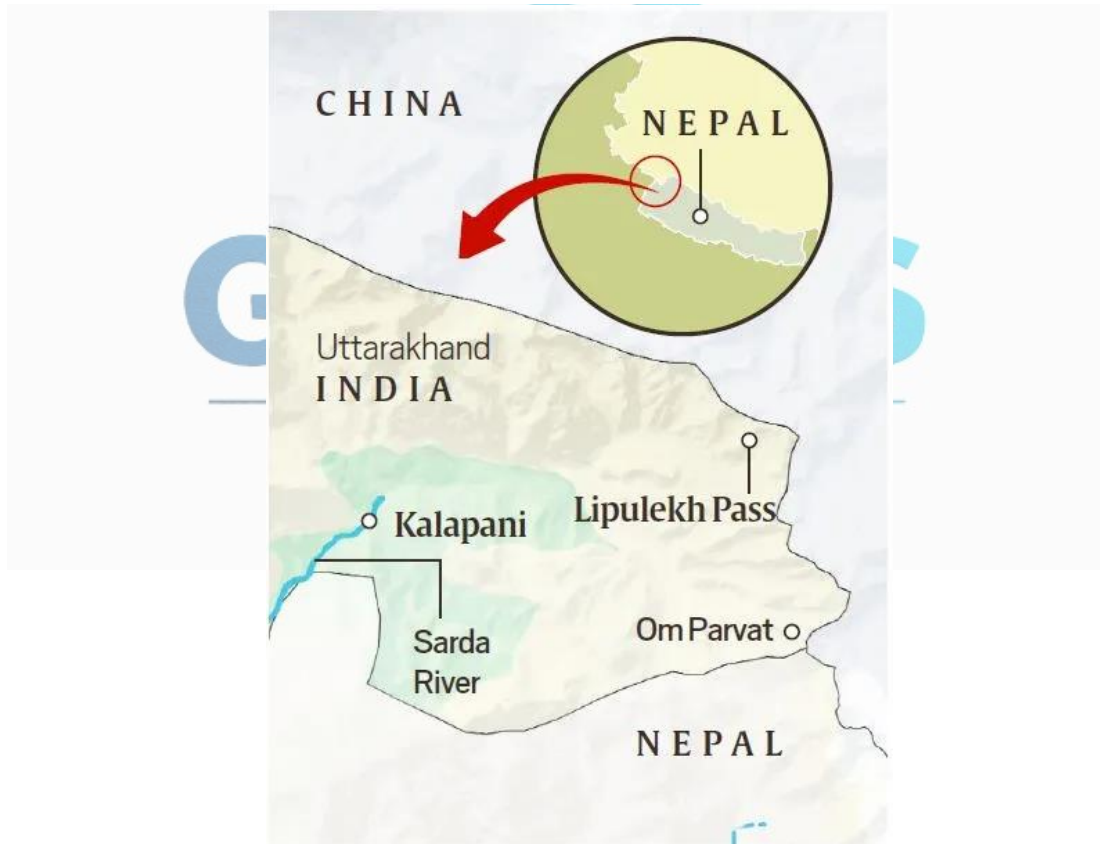 CHINA
NEPAL
Uttarakhand
INDIA
Lipulekh Pass
Kalapani
Om Parvat
Sarda
River
NEPAL